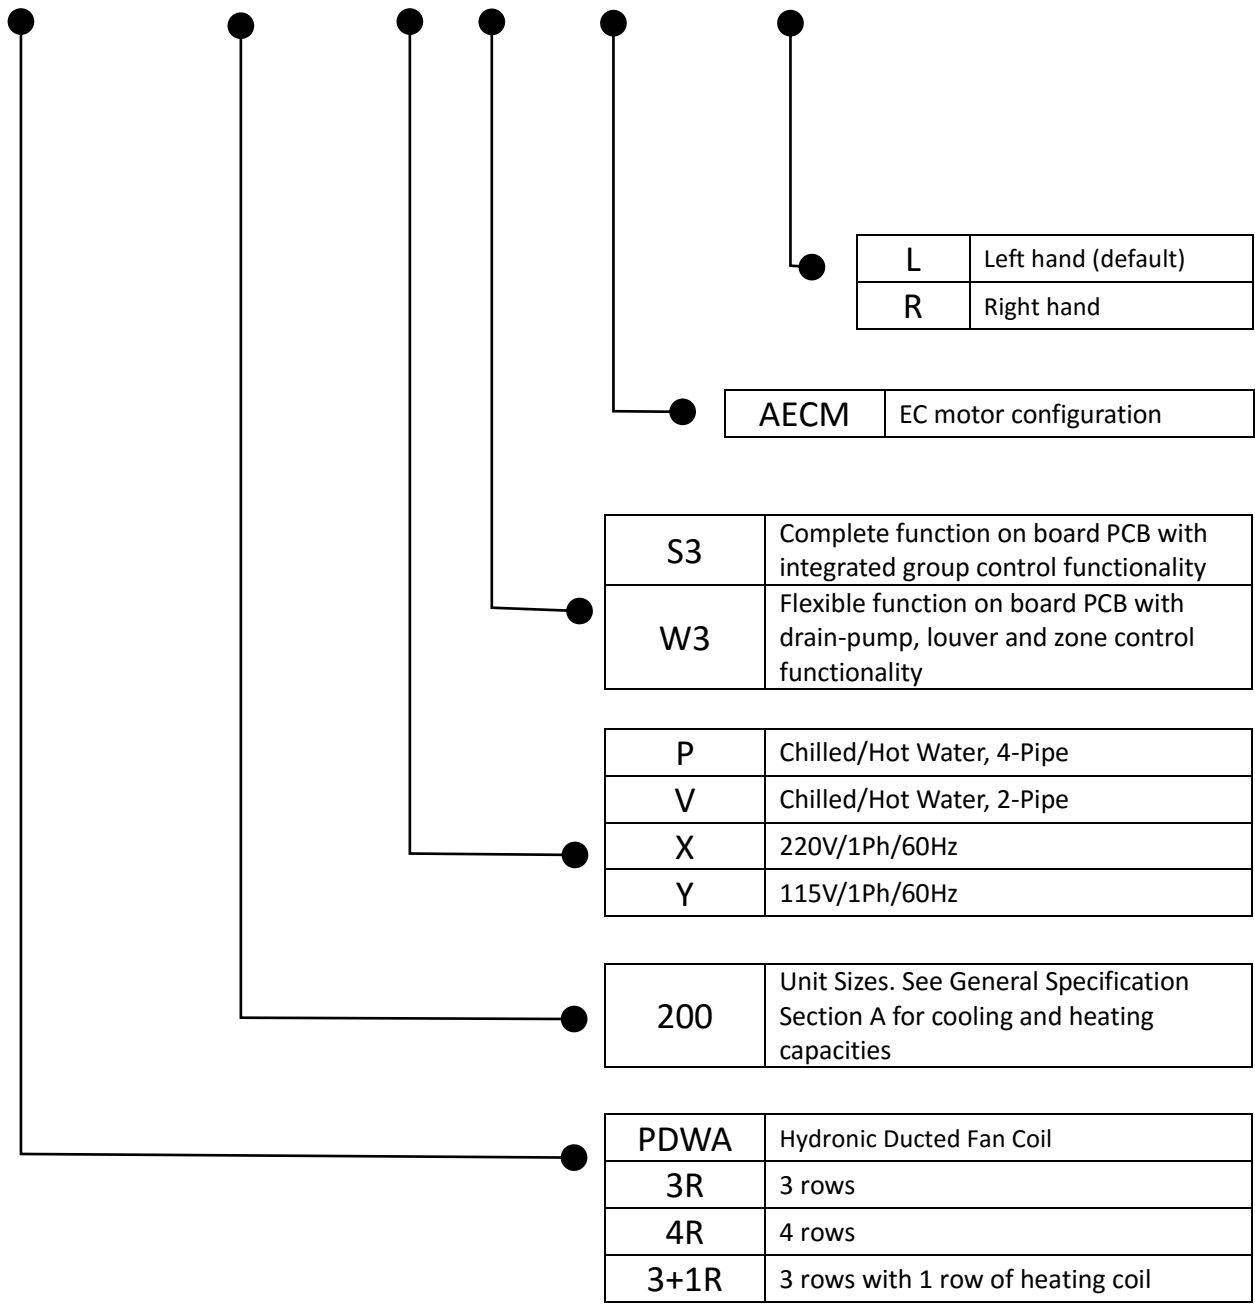 L Left hand (default)
R Right hand
AECM EC motor configuration
S3 Complete function on board PCB with
integrated group control functionality
W3 Flexible function on board PCB with
drain-pump, louver and zone control
functionality
P Chilled/Hot Water, 4-Pipe
V Chilled/Hot Water, 2-Pipe
X 220V/1Ph/60Hz
Y 115V/1Ph/60Hz
200 Unit Sizes. See General Specification
Section A for cooling and heating
capacities
PDWA Hydronic Ducted Fan Coil
3R 3 rows
4R 4 rows
3+1R 3 rows with 1 row of heating coil